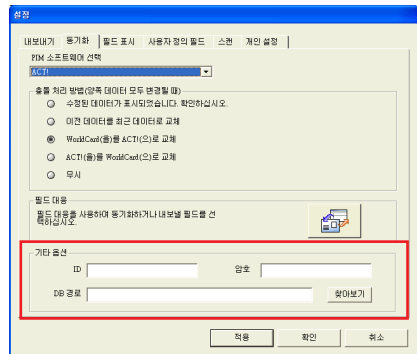 설정
내보내기 동기화 필드 표시 사용자 정의 필드 스캔 개인 설정
PIM 소프트웨어 선택
ACT!
충돌 처리 방법(양쪽 데이터 모두 변경될 때)
수정된 데이터가 표시되었습니다. 확인하십시오.
이전 데이터를 최근 데이터로 교체
WorldCard(을)를 ACT!(으)로 교체
ACT!(을)를 WorldCard(으)로 교체
무시
필드 대응
필드 대응을 사용하여 동기화하거나 내보낼 필드를 선
택하십시오.
기타 옵션
ID 암호
DB 경로 찾아보기
적용 확인 취소